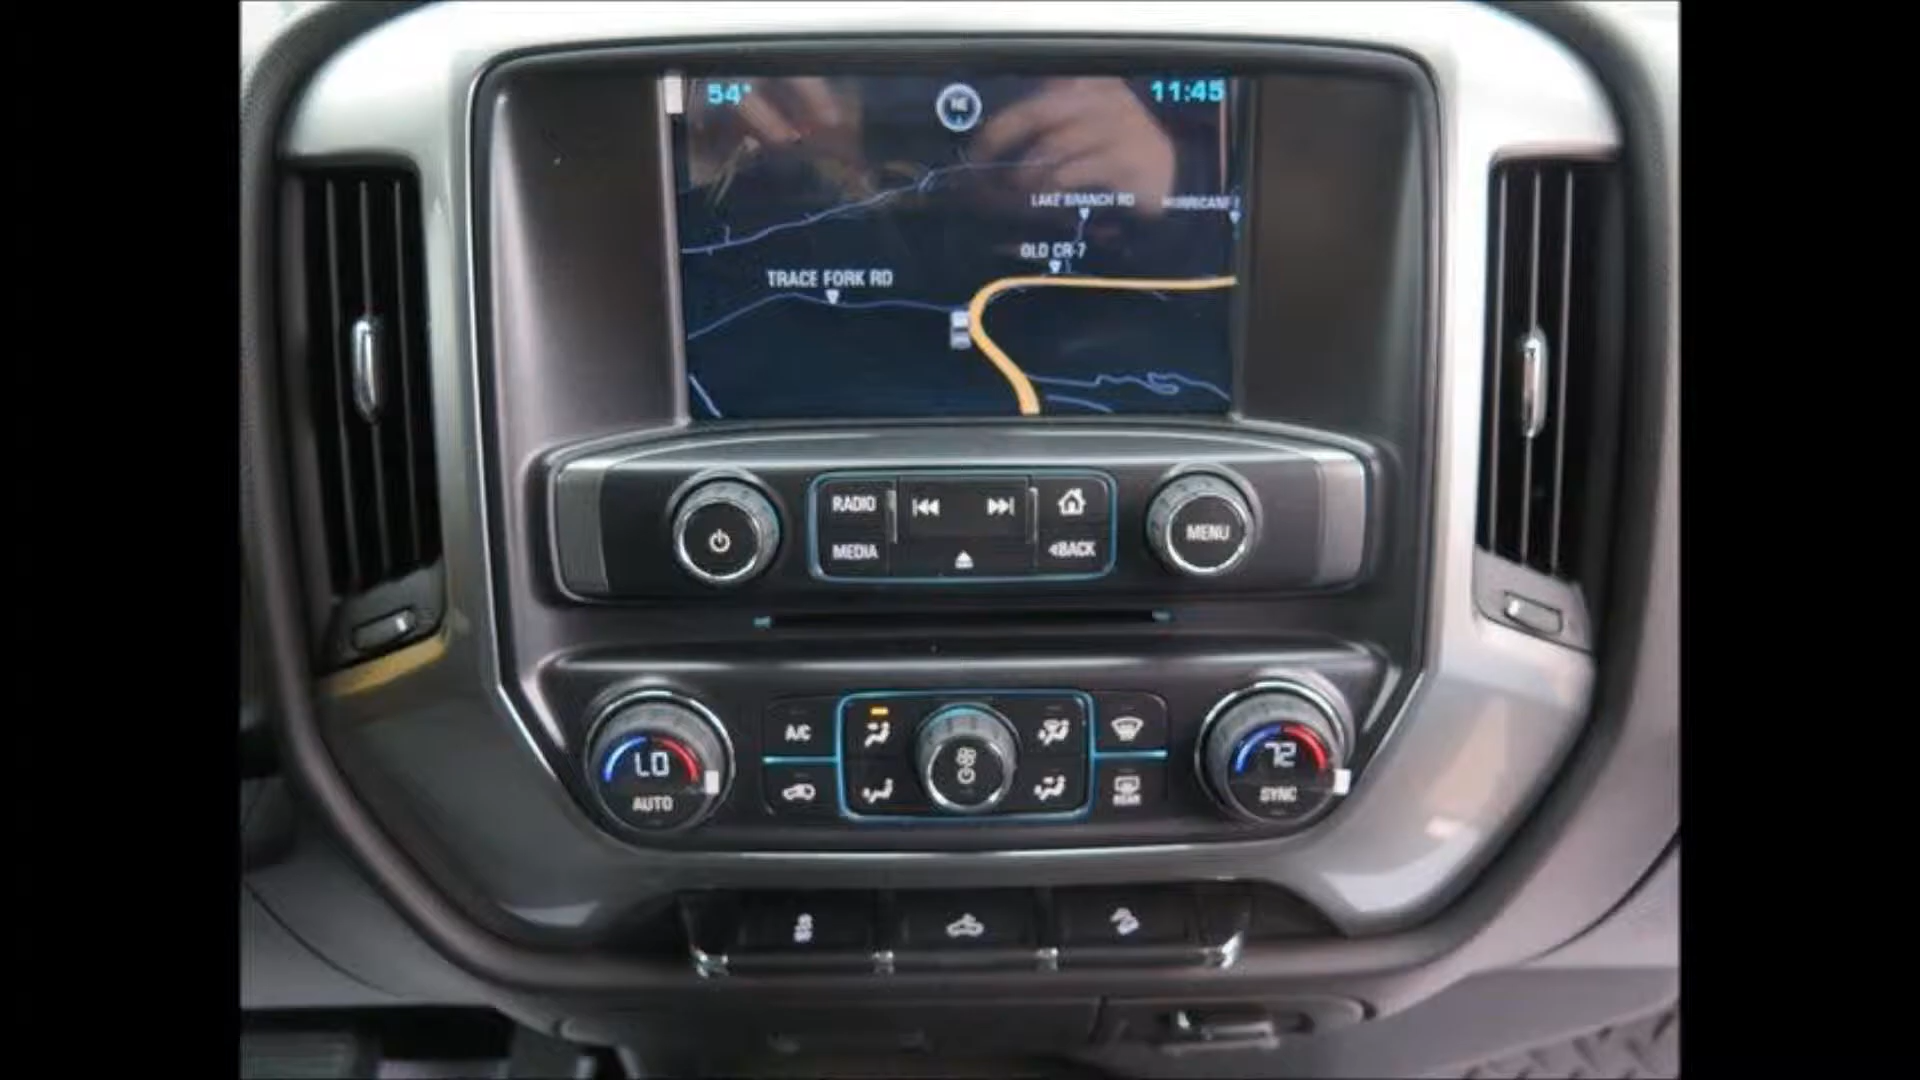 54°
NE
11:45
LAKE BRANCH RD
OLD CR-7
TRACE FORK RD
RADIO
MEDIA
BACK
MENU
A/C
LO
AUTO
REAR
72
SYNC